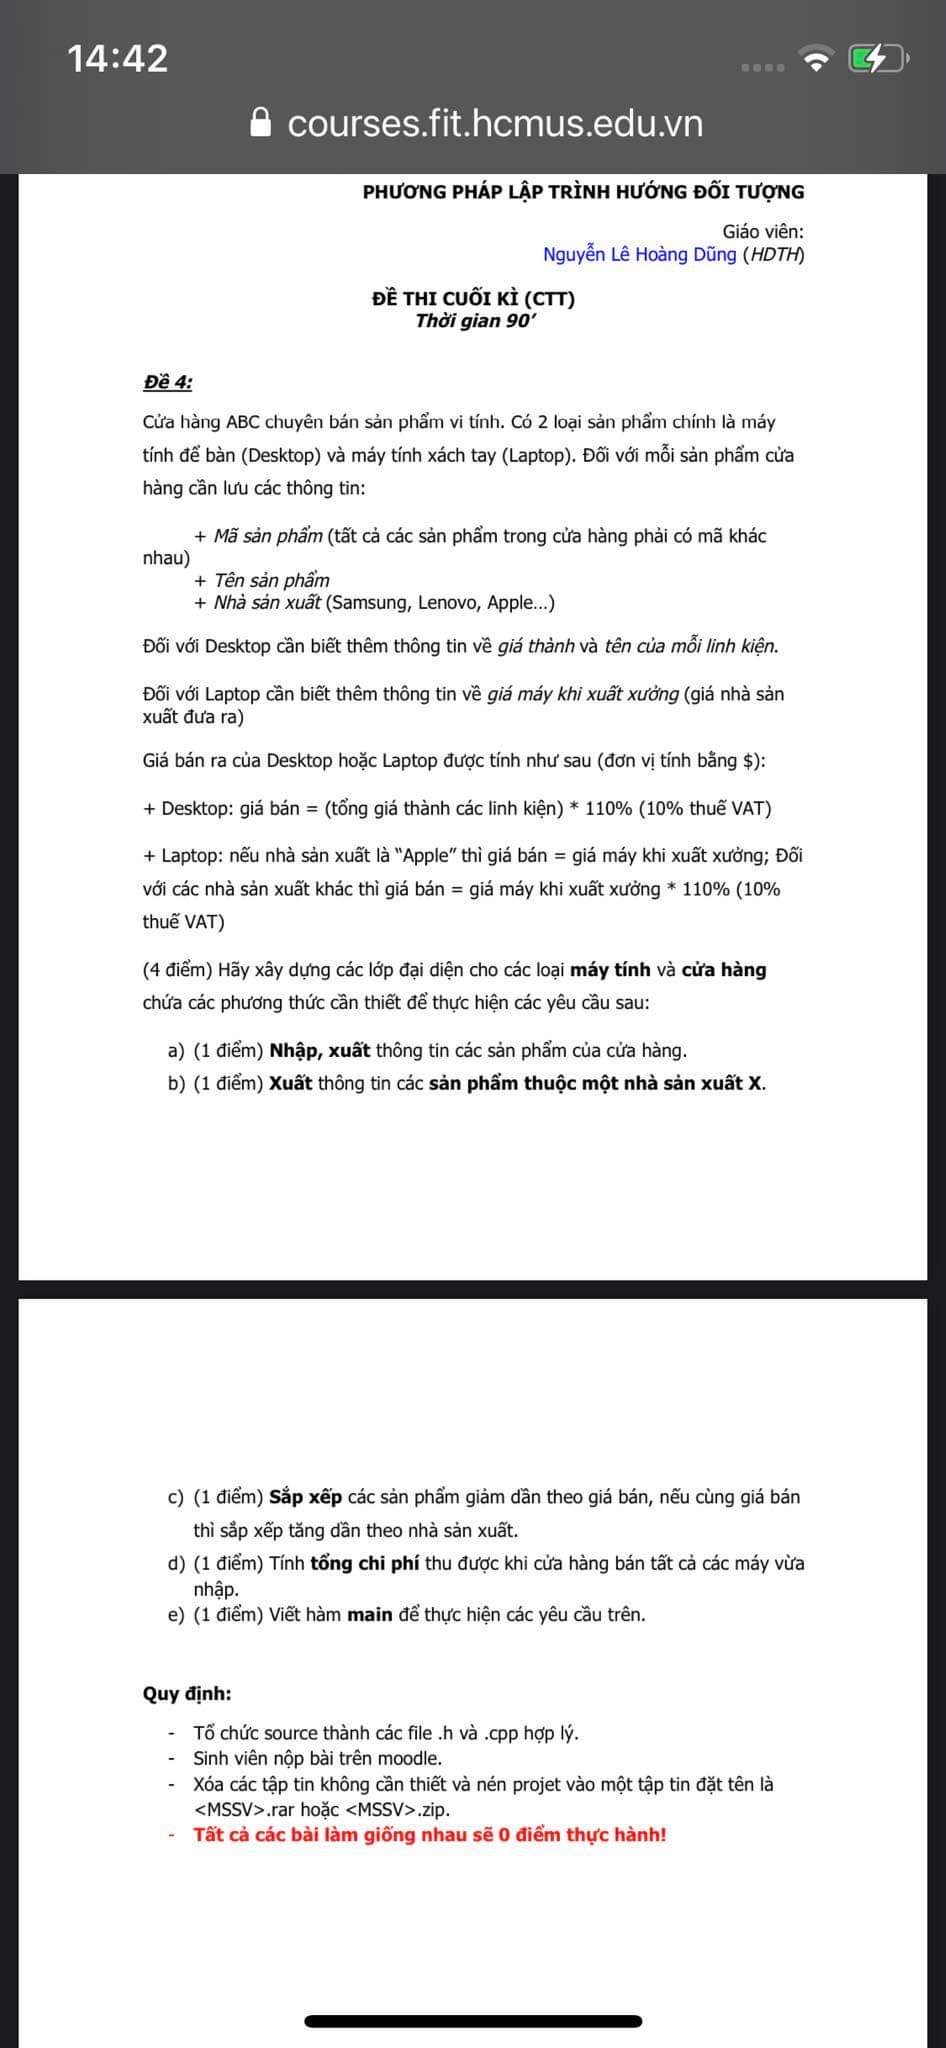 14:42
courses.fit.hcmus.edu.vn
PHƯƠNG PHÁP LẬP TRÌNH HƯỚNG ĐỐI TƯỢNG
Giáo viên:
Nguyễn Lê Hoàng Dũng (HDTH)
ĐỀ THI CUỐI KÌ (CTT)
Thời gian 90’
Đề 4:
Cửa hàng ABC chuyên bán sản phẩm vi tính. Có 2 loại sản phẩm chính là máy
tính để bàn (Desktop) và máy tính xách tay (Laptop). Đối với mỗi sản phẩm cửa
hàng cần lưu các thông tin:
+ Mã sản phẩm (tất cả các sản phẩm trong cửa hàng phải có mã khác
nhau)
+ Tên sản phẩm
+ Nhà sản xuất (Samsung, Lenovo, Apple…)
Đối với Desktop cần biết thêm thông tin về giá thành và tên của mỗi linh kiện.
Đối với Laptop cần biết thêm thông tin về giá máy khi xuất xưởng (giá nhà sản
xuất đưa ra)
Giá bán ra của Desktop hoặc Laptop được tính như sau (đơn vị tính bằng $):
+ Desktop: giá bán = (tổng giá thành các linh kiện) * 110% (10% thuế VAT)
+ Laptop: nếu nhà sản xuất là “Apple” thì giá bán = giá máy khi xuất xưởng; Đối
với các nhà sản xuất khác thì giá bán = giá máy khi xuất xưởng * 110% (10%
thuế VAT)
(4 điểm) Hãy xây dựng các lớp đại diện cho các loại máy tính và cửa hàng
chứa các phương thức cần thiết để thực hiện các yêu cầu sau:
a) (1 điểm) Nhập, xuất thông tin các sản phẩm của cửa hàng.
b) (1 điểm) Xuất thông tin các sản phẩm thuộc một nhà sản xuất X.
c) (1 điểm) Sắp xếp các sản phẩm giảm dần theo giá bán, nếu cùng giá bán
thì sắp xếp tăng dần theo nhà sản xuất.
d) (1 điểm) Tính tổng chi phí thu được khi cửa hàng bán tất cả các máy vừa
nhập.
e) (1 điểm) Viết hàm main để thực hiện các yêu cầu trên.
Quy định:
- Tổ chức source thành các file .h và .cpp hợp lý.
- Sinh viên nộp bài trên moodle.
- Xóa các tập tin không cần thiết và nén projet vào một tập tin đặt tên là
<MSSV>.rar hoặc <MSSV>.zip.
- Tất cả các bài làm giống nhau sẽ 0 điểm thực hành!